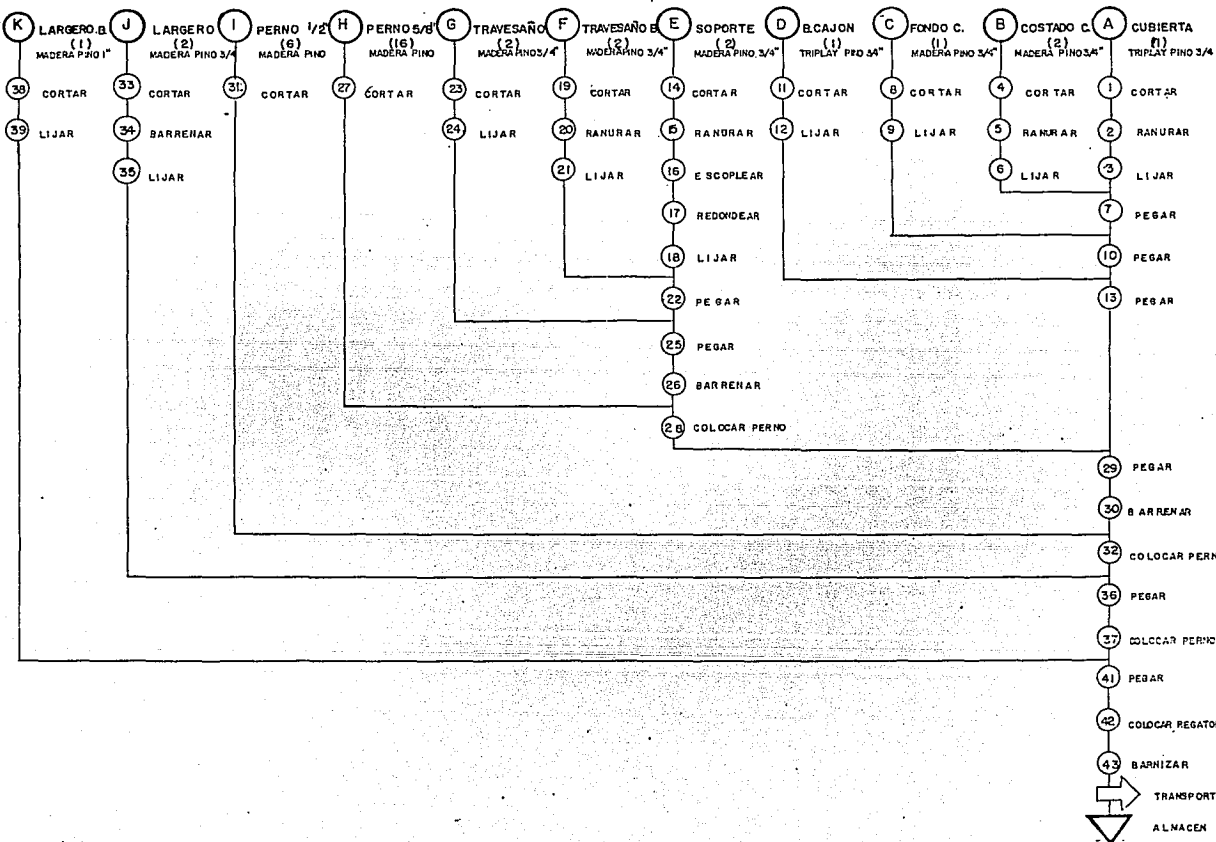 K LARGERO.B J LARGERO I PERNO 1/2" H PERNO 5/8" G TRAVESAÑO F TRAVESAÑO B E SOPORTE D B.CAJON C FONDO C. B COSTADO C. A CUBIERTA
(1) (2) (6) (16) (2) (2) (2) (1) (1) (2) (1)
MADERA PINO 1" MADERA PINO 3/4 MADERA PINO MADERA PINO MADERA PINO 3/4" MADERA PINO 3/4" MADERA PINO. 3/4" TRIPLAY PINO 3/4" MADERA PINO 3/4" MADERA PINO 3/4" TRIPLAY PINO 3/4
38 CORTAR 33 CORTAR 31 CORTAR 27 CORTAR 23 CORTAR 19 CORTAR 14 CORTAR 11 CORTAR 8 CORTAR 4 CORTAR 1 CORTAR
39 LIJAR 34 BARRENAR 24 LIJAR 20 RANURAR 15 RANURAR 12 LIJAR 9 LIJAR 5 RANURAR 2 RANURAR
35 LIJAR 21 LIJAR 16 ESCOPLEAR 6 LIJAR 3 LIJAR
17 REDONDEAR 7 PEGAR
18 LIJAR 10 PEGAR
22 PEGAR 13 PEGAR
25 PEGAR
26 BARRENAR
28 COLOCAR PERNO
29 PEGAR
30 BARRENAR
32 COLOCAR PERN
36 PEGAR
37 COLOCAR PERNO
41 PEGAR
42 COLOCAR REGATO
43 BARNIZAR
TRANSPORT
ALMACEN